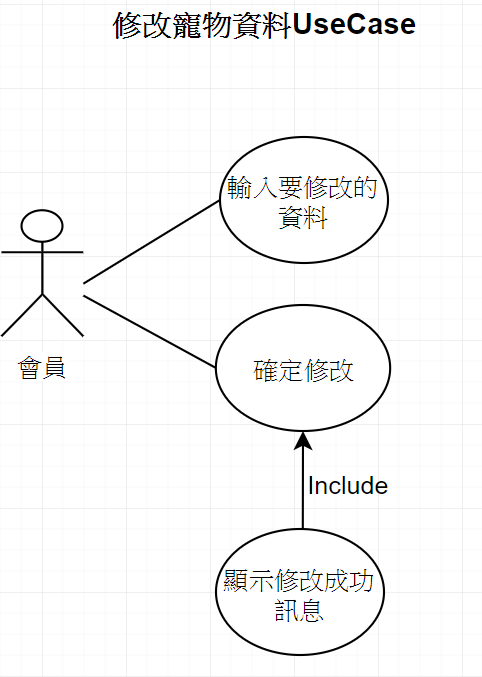 修改寵物資料UseCase
輸入要修改的
資料
會員
確定修改
Include
顯示修改成功
訊息